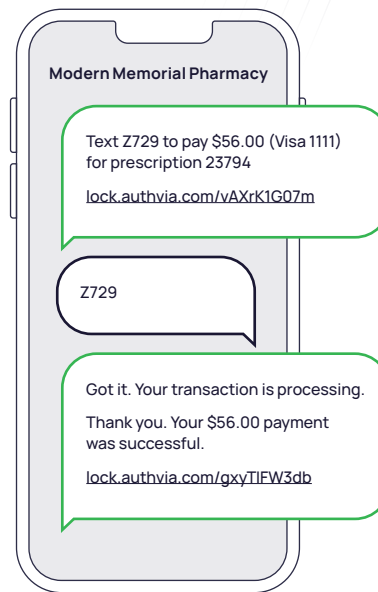 Modern Memorial Pharmacy
Text Z729 to pay $56.00 (Visa 1111)
for prescription 23794
lock.authvia.com/vAXrK1G07m
Z729
Got it. Your transaction is processing.
Thank you. Your $56.00 payment
was successful.
lock.authvia.com/gxyTlFW3db